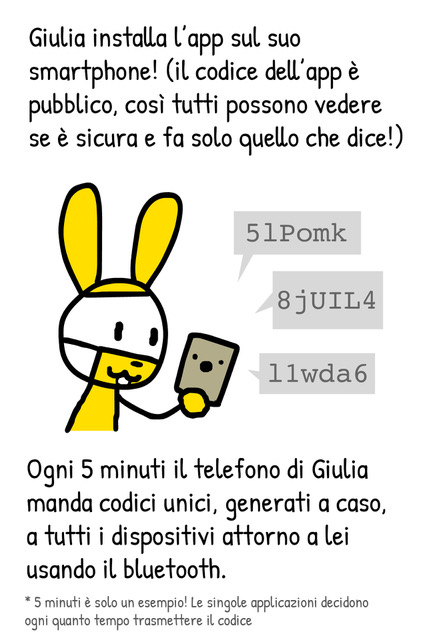 Giulia installa l'app sul suo
smartphone! (il codice dell'app è
pubblico, così tutti possono vedere
se è sicura e fa solo quello che dice!)
5lPomk
8jUIL4
l1wda6
Ogni 5 minuti il telefono di Giulia
manda codici unici, generati a caso,
a tutti i dispositivi attorno a lei
usando il bluetooth.
* 5 minuti è solo un esempio! Le singole applicazioni decidono
ogni quanto tempo trasmettere il codice